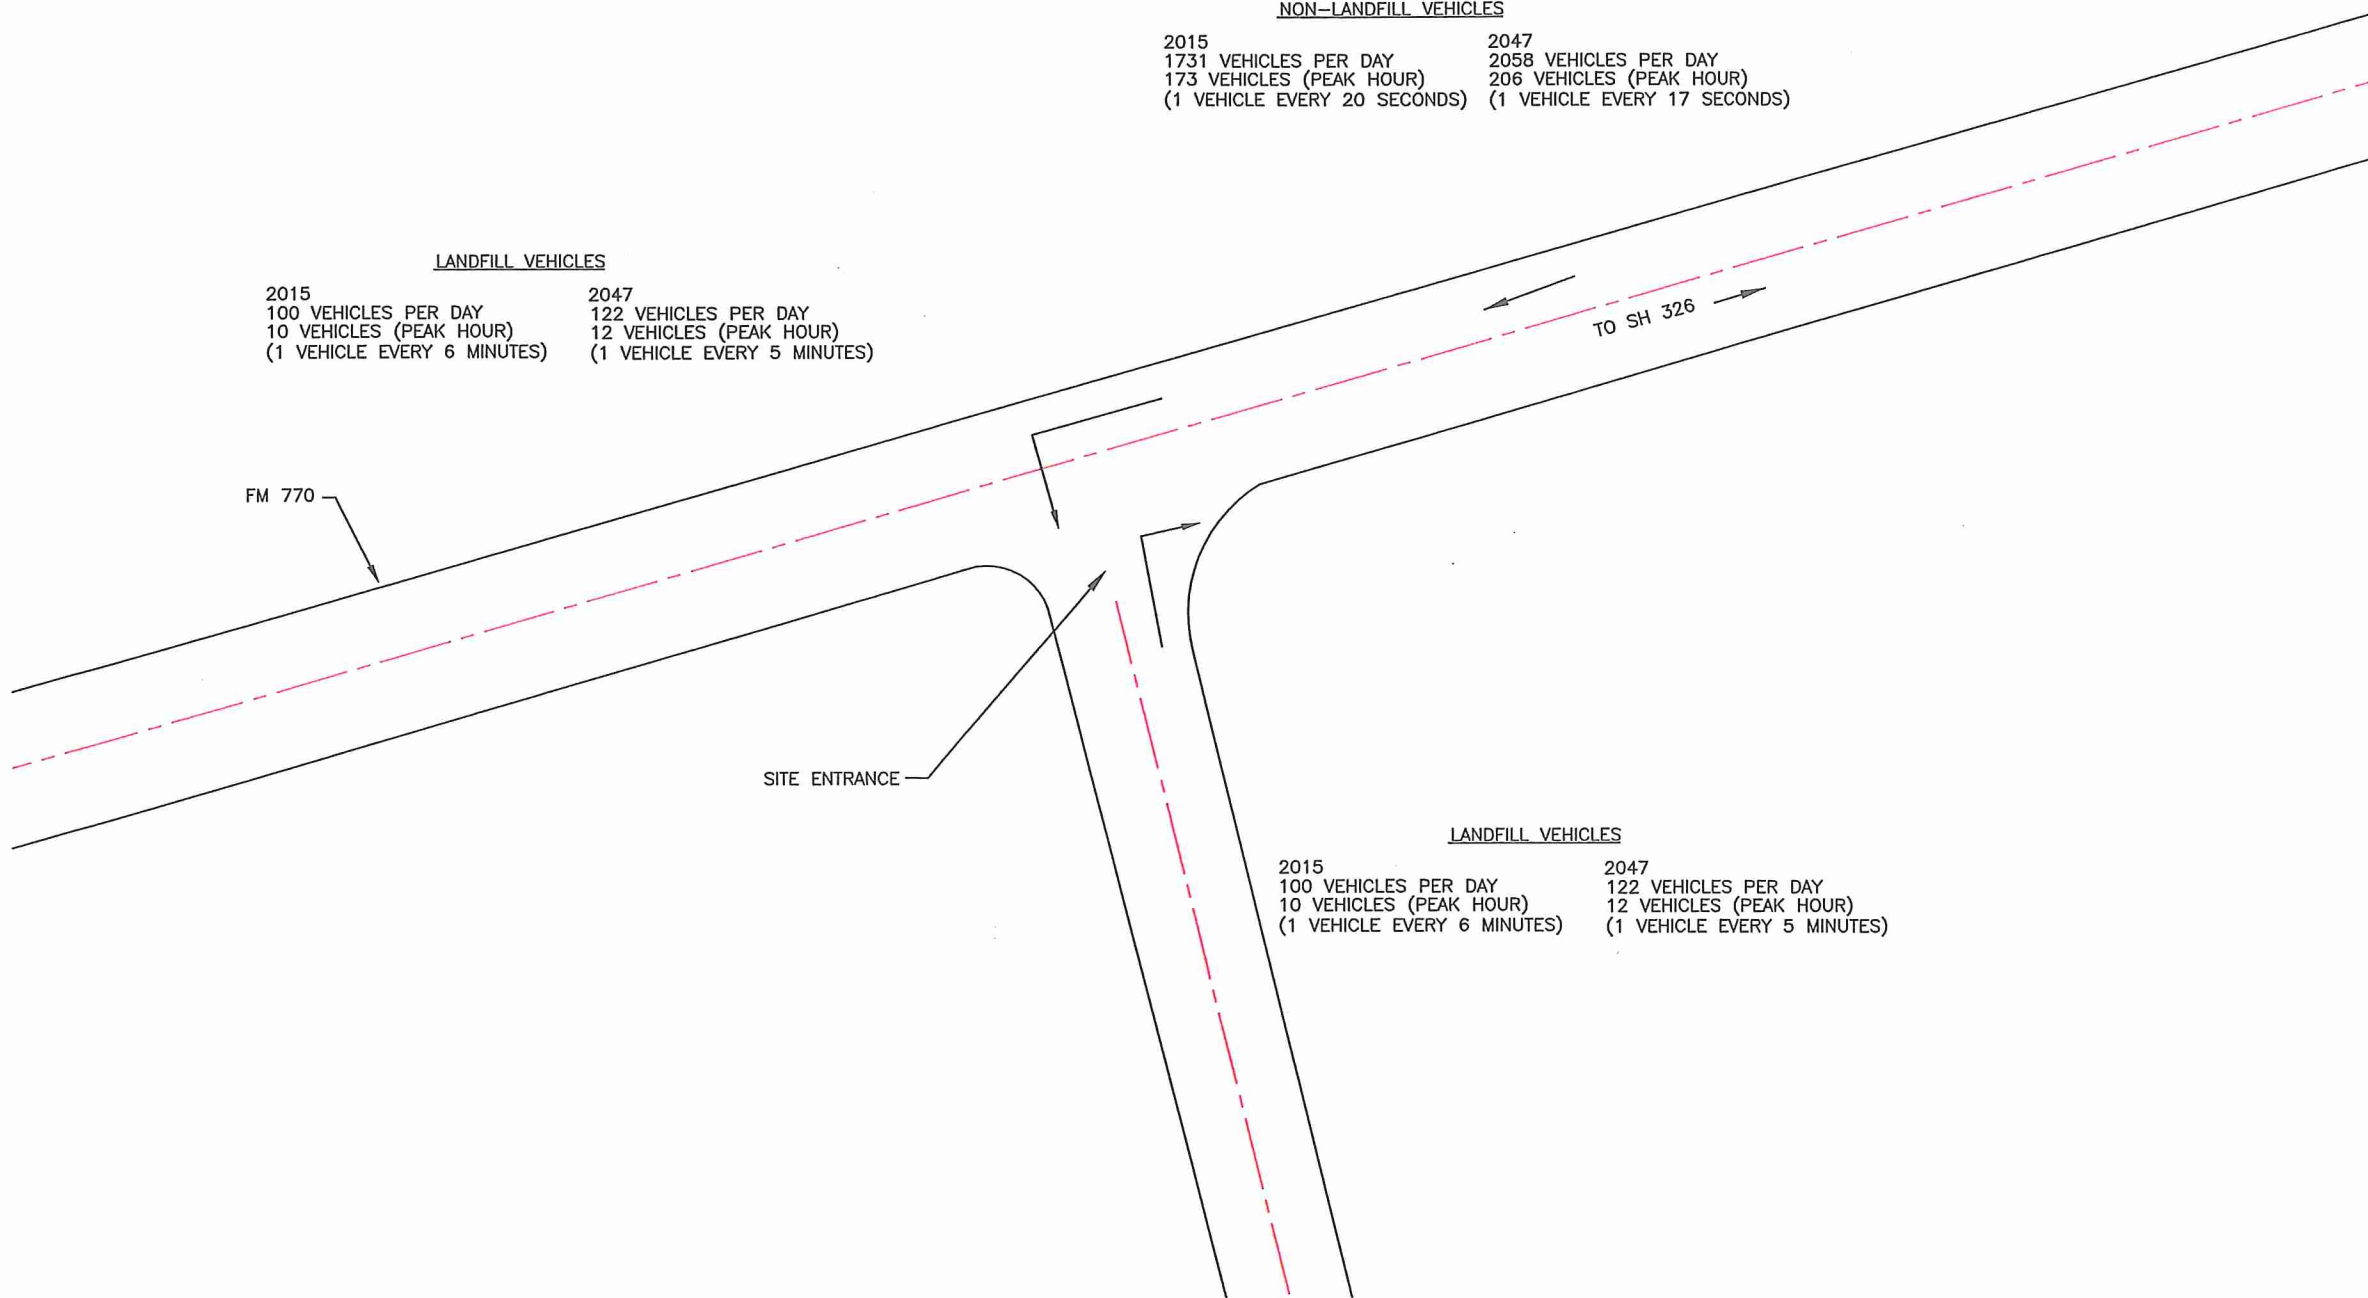 NON-LANDFILL VEHICLES
2015
1731 VEHICLES PER DAY
173 VEHICLES (PEAK HOUR)
(1 VEHICLE EVERY 20 SECONDS)
2047
2058 VEHICLES PER DAY
206 VEHICLES (PEAK HOUR)
(1 VEHICLE EVERY 17 SECONDS)
LANDFILL VEHICLES
2015
100 VEHICLES PER DAY
10 VEHICLES (PEAK HOUR)
(1 VEHICLE EVERY 6 MINUTES)
2047
122 VEHICLES PER DAY
12 VEHICLES (PEAK HOUR)
(1 VEHICLE EVERY 5 MINUTES)
TO SH 326
FM 770
SITE ENTRANCE
LANDFILL VEHICLES
2015
100 VEHICLES PER DAY
10 VEHICLES (PEAK HOUR)
(1 VEHICLE EVERY 6 MINUTES)
2047
122 VEHICLES PER DAY
12 VEHICLES (PEAK HOUR)
(1 VEHICLE EVERY 5 MINUTES)